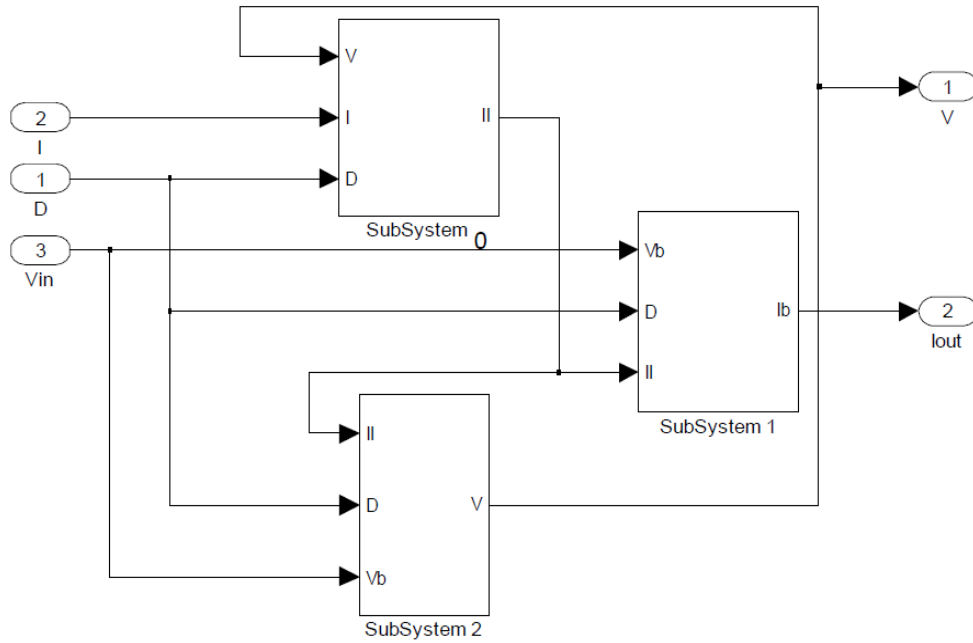 V
1
V
2
I
I
Il
1
D
D
SubSystem 0
3
Vin
Vb
D
Ib
2
Iout
Il
SubSystem 1
Il
D
V
Vb
SubSystem 2